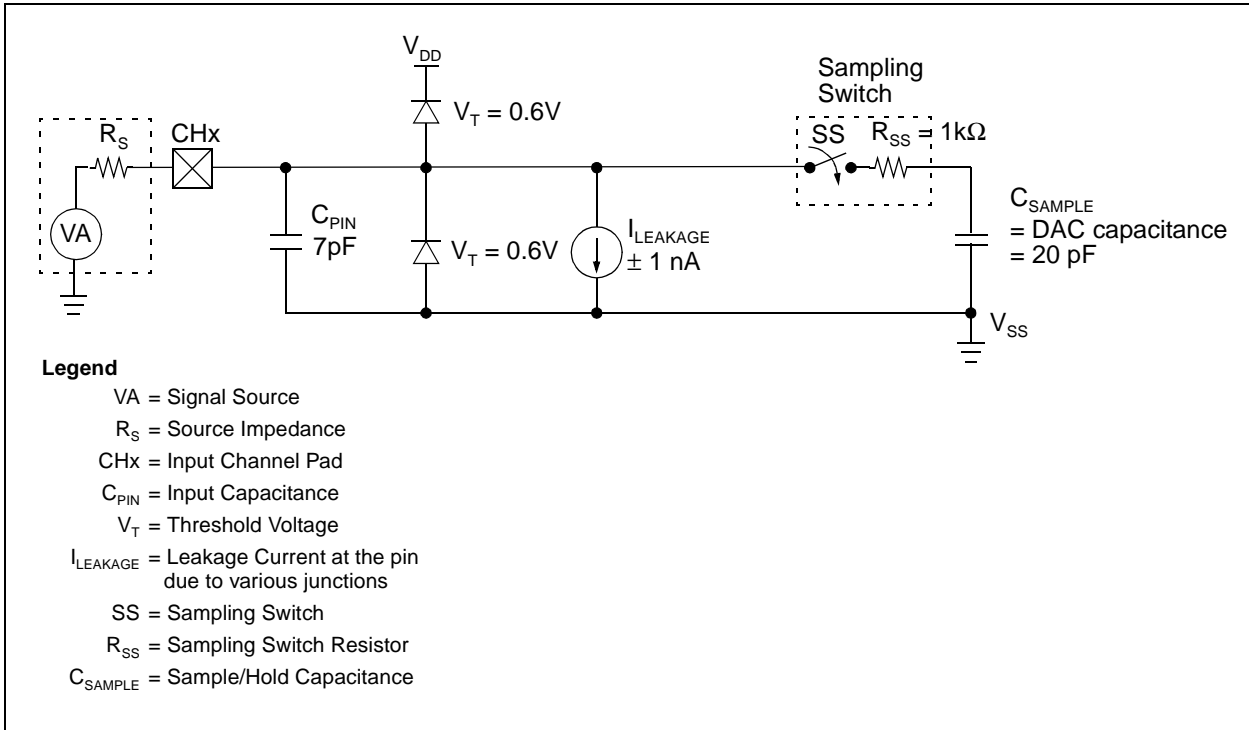 V_DD
V_T = 0.6V
Sampling
Switch
R_S
CHx
SS
R_SS = 1kΩ
VA
C_PIN
7pF
V_T = 0.6V
I_LEAKAGE
± 1 nA
C_SAMPLE
= DAC capacitance
= 20 pF
V_SS
Legend
VA = Signal Source
R_S = Source Impedance
CHx = Input Channel Pad
C_PIN = Input Capacitance
V_T = Threshold Voltage
I_LEAKAGE = Leakage Current at the pin
due to various junctions
SS = Sampling Switch
R_SS = Sampling Switch Resistor
C_SAMPLE = Sample/Hold Capacitance